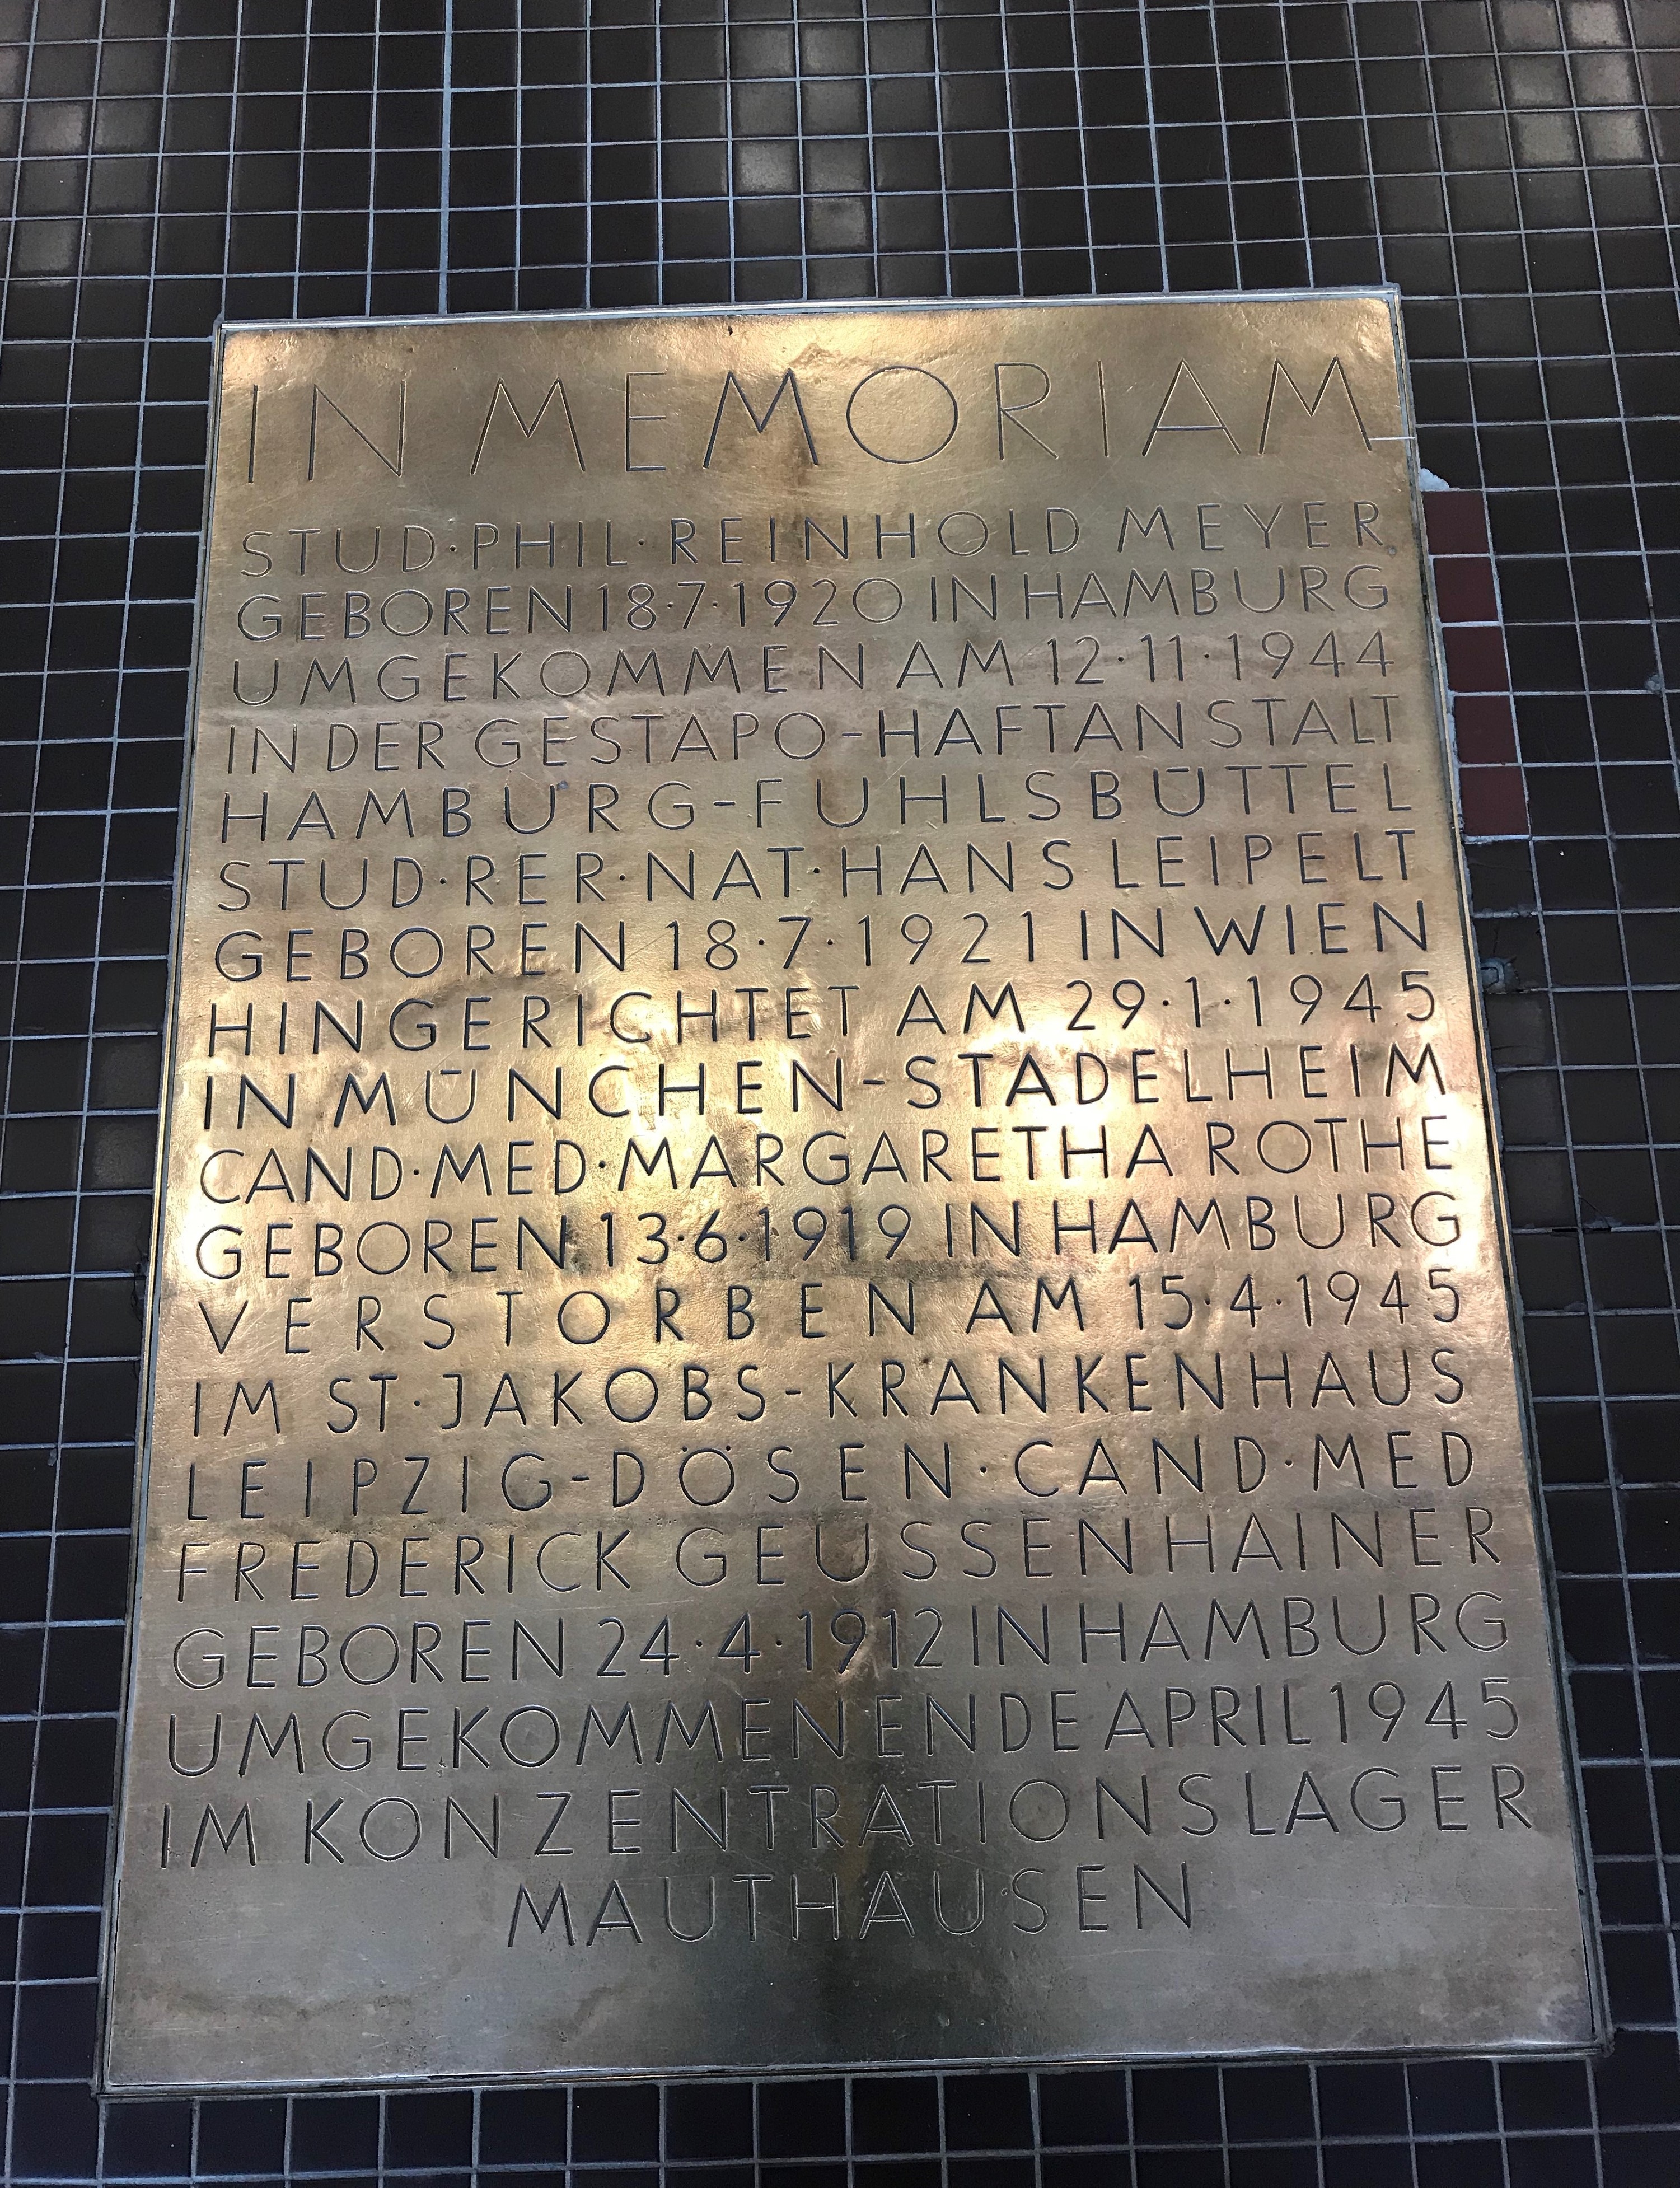 IN MEMORIAM
STUD·PHIL·REINHOLD MEYER
GEBOREN 18·7·1920 IN HAMBURG
UMGEKOMMEN AM 12·11·1944
IN DER GESTAPO-HAFTANSTALT
HAMBURG-FUHLSBÜTTEL
STUD·RER·NAT·HANS LEIPELT
GEBOREN 18·7·1921 IN WIEN
HINGERICHTET AM 29·1·1945
IN MÜNCHEN-STADELHEIM
CAND·MED·MARGARETHA ROTHE
GEBOREN 13·6·1919 IN HAMBURG
VERSTORBEN AM 15·4·1945
IM ST·JAKOBS-KRANKENHAUS
LEIPZIG-DÖSEN·CAND·MED
FREDERICK GEUSSENHAINER
GEBOREN 24·4·1912 IN HAMBURG
UMGEKOMMEN ENDE APRIL 1945
IM KONZENTRATIONSLAGER
MAUTHAUSEN